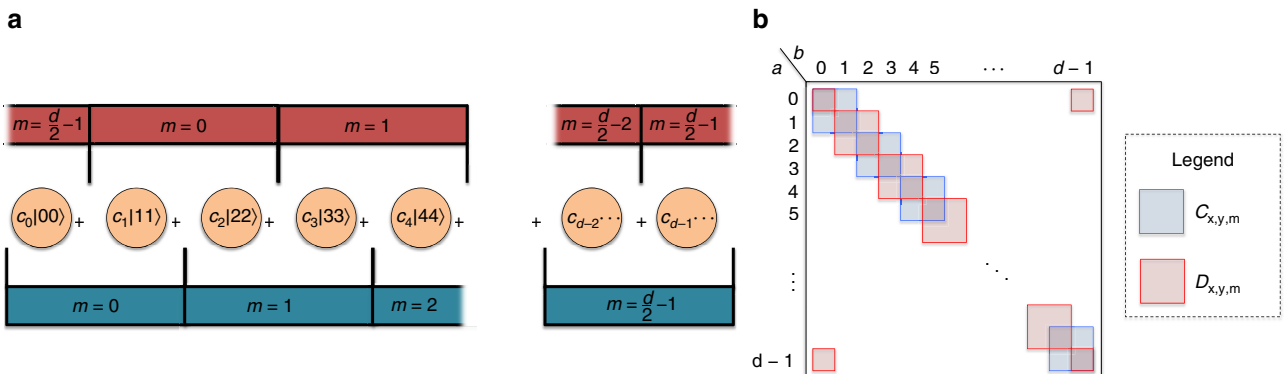 a
m = d/2 −1 m = 0 m = 1 m = d/2 −2 m = d/2 −1
c0|00⟩ + c1|11⟩ + c2|22⟩ + c3|33⟩ + c4|44⟩ + + cd−2⋯ + cd−1⋯
m = 0 m = 1 m = 2 m = d/2 −1
b
b
a
0 1 2 3 4 5 ⋯ d − 1
0
1
2
3
4
5
⋮
⋱
d − 1
Legend
Cx,y,m
Dx,y,m